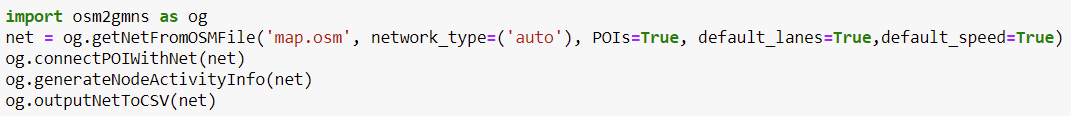 import osm2gmns as og
net = og.getNetFromOSMFile('map.osm', network_type=('auto'), POIs=True, default_lanes=True,default_speed=True)
og.connectPOIWithNet(net)
og.generateNodeActivityInfo(net)
og.outputNetToCSV(net)